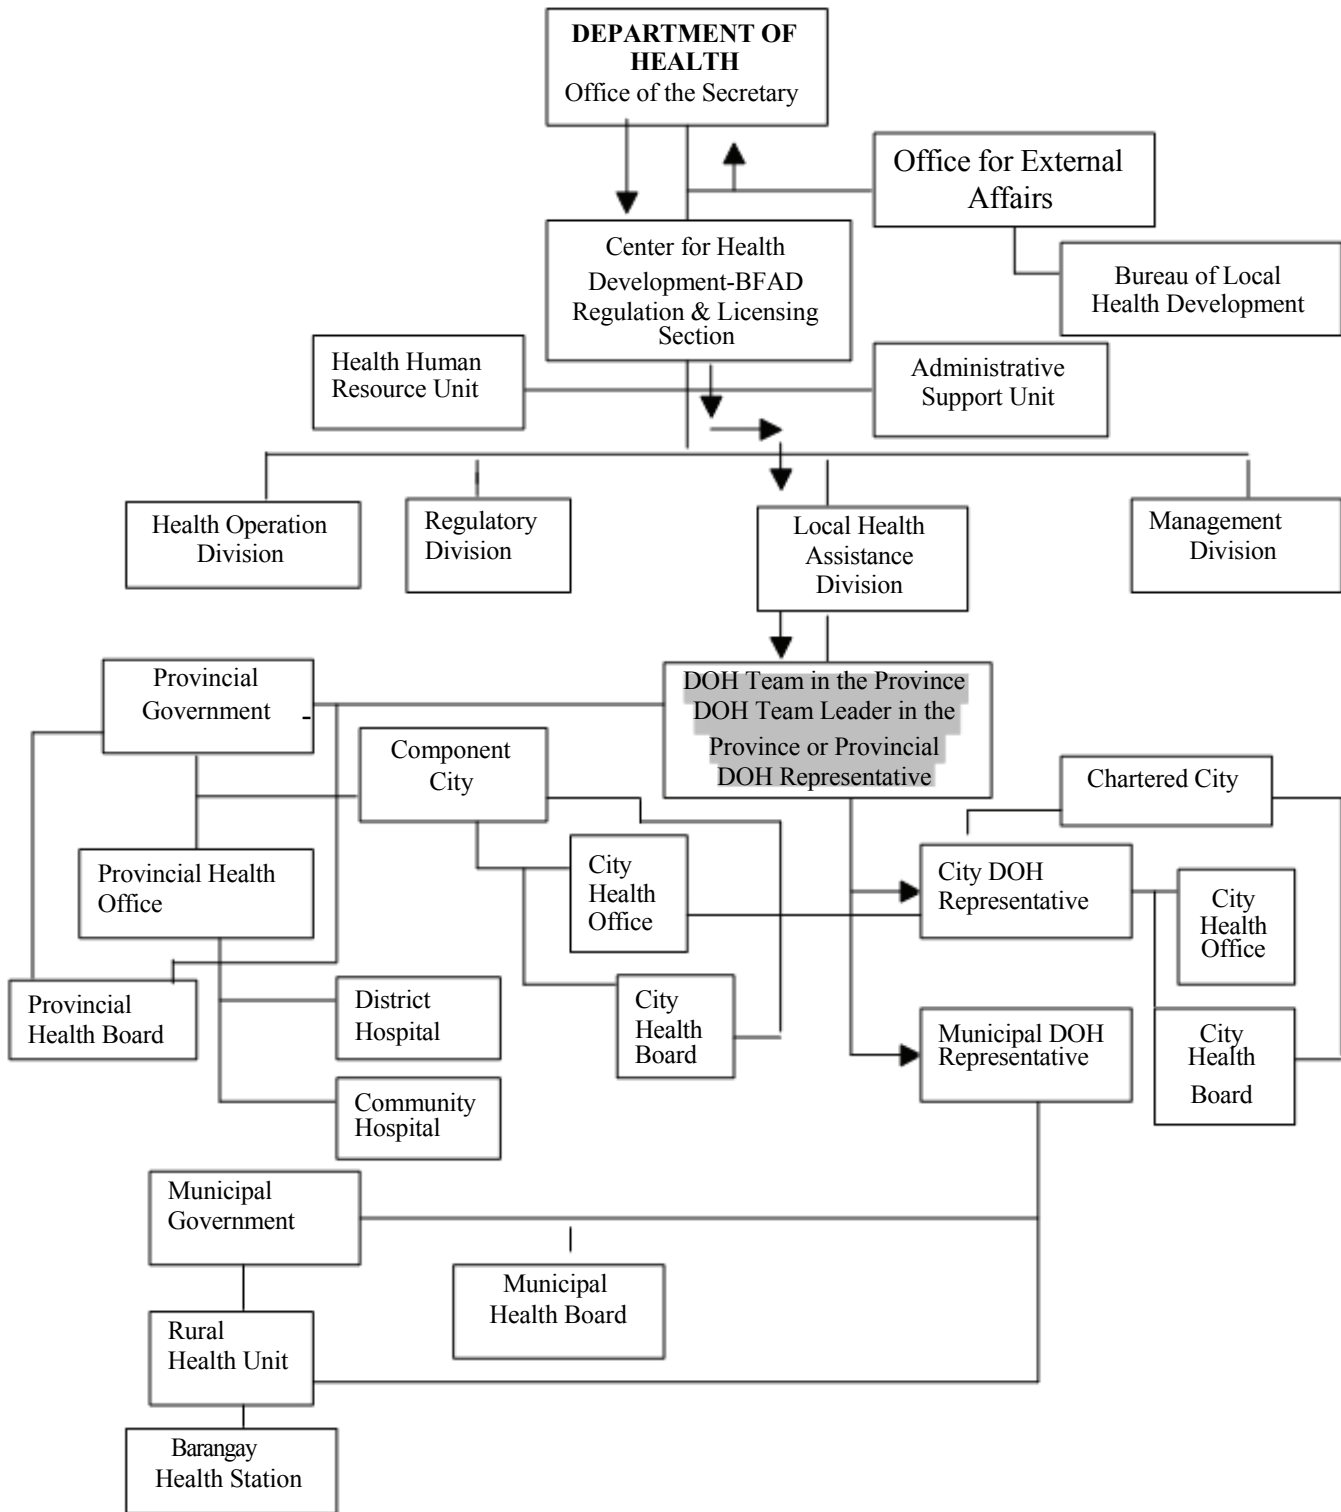 DEPARTMENT OF
HEALTH
Office of the Secretary
Office for External
Affairs
Center for Health
Development-BFAD
Regulation & Licensing
Section
Bureau of Local
Health Development
Health Human
Resource Unit
Administrative
Support Unit
Health Operation
Division
Regulatory
Division
Local Health
Assistance
Division
Management
Division
Provincial
Government -
DOH Team in the Province
DOH Team Leader in the
Province or Provincial
DOH Representative
Component
City
Chartered City
Provincial Health
Office
City
Health
Office
City DOH
Representative
City
Health
Office
Provincial
Health Board
District
Hospital
City
Health
Board
Municipal DOH
Representative
City
Health
Board
Community
Hospital
Municipal
Government
Municipal
Health Board
Rural
Health Unit
Barangay
Health Station